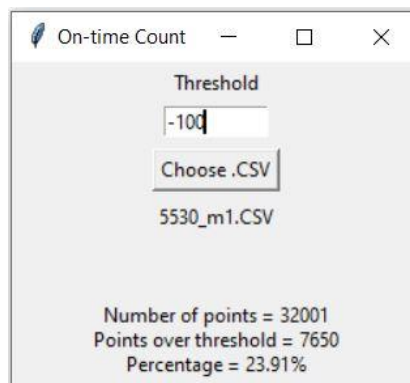 On-time Count
Threshold
-100
Choose .CSV
5530_m1.CSV
Number of points = 32001
Points over threshold = 7650
Percentage = 23.91%